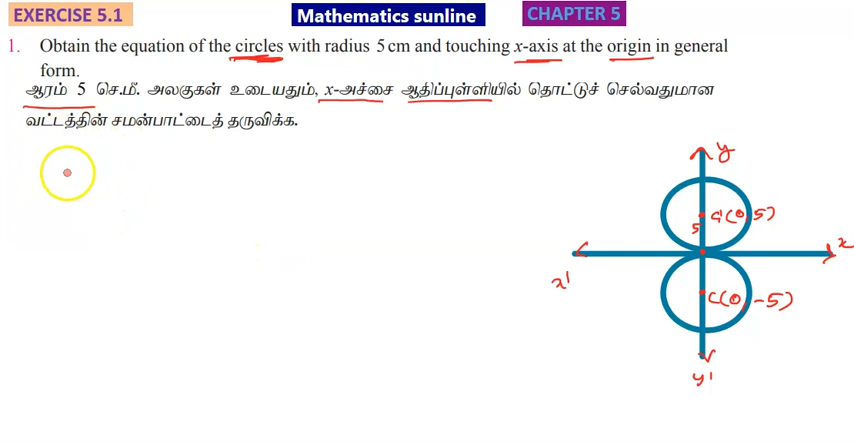 EXERCISE 5.1
Mathematics sunline
CHAPTER 5
1. Obtain the equation of the circles with radius 5 cm and touching x-axis at the origin in general
form.
ஆரம் 5 செ.மீ. அலகுகள் உடையதும், x-அச்சை ஆதிப்புள்ளியில் தொட்டுச் செல்வதுமான
வட்டத்தின் சமன்பாட்டைத் தருவிக்க.
y
5
C'(0, 5)
x
x'
C(0, -5)
y'